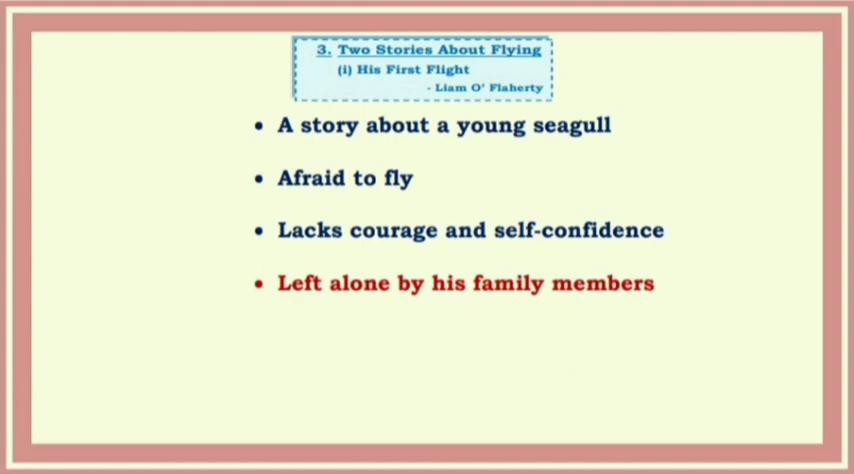 3. Two Stories About Flying
(i) His First Flight
- Liam O' Flaherty
• A story about a young seagull
• Afraid to fly
• Lacks courage and self-confidence
• Left alone by his family members